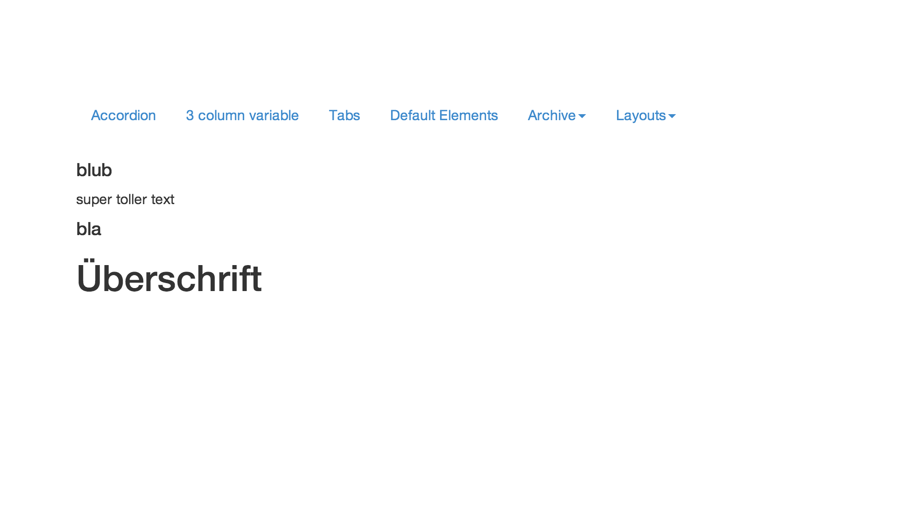 Accordion 3 column variable Tabs Default Elements Archive Layouts
blub
super toller text
bla
Überschrift